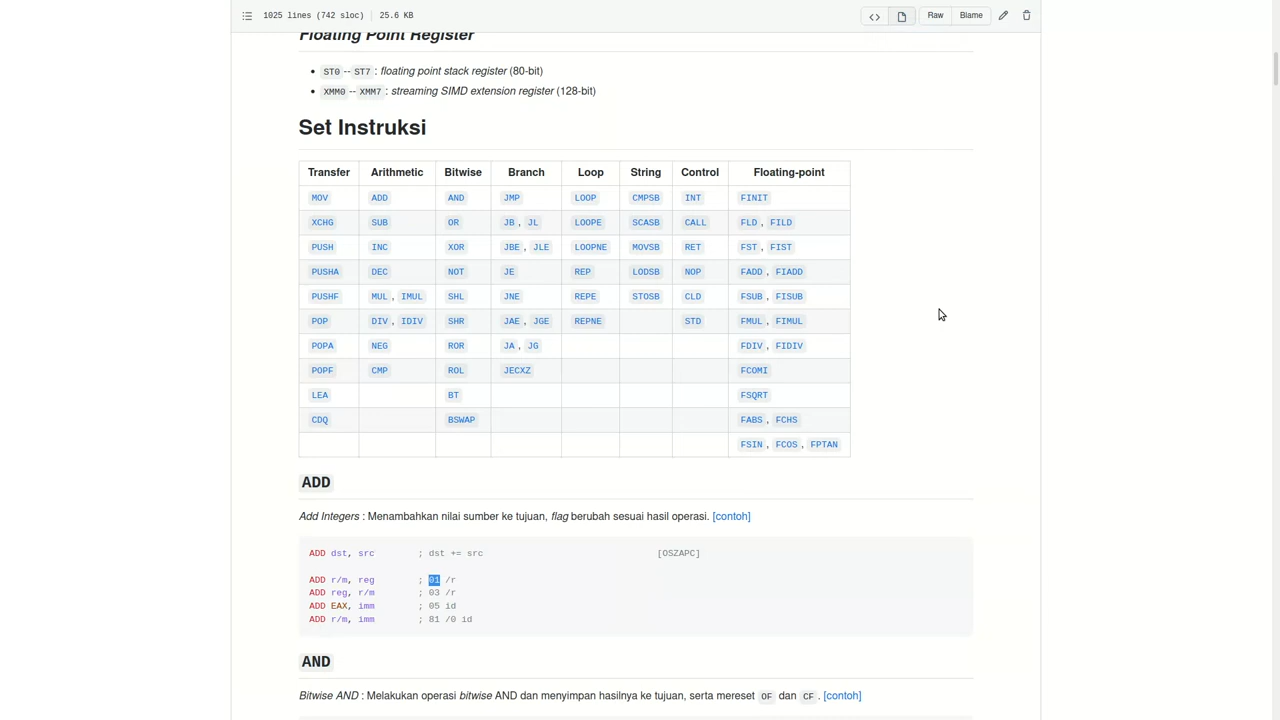 1025 lines (742 sloc) | 25.6 KB Raw Blame
Floating Point Register
• ST0 -- ST7 : floating point stack register (80-bit)
• XMM0 -- XMM7 : streaming SIMD extension register (128-bit)
Set Instruksi
Transfer Arithmetic Bitwise Branch Loop String Control Floating-point
MOV ADD AND JMP LOOP CMPSB INT FINIT
XCHG SUB OR JB , JL LOOPE SCASB CALL FLD , FILD
PUSH INC XOR JBE , JLE LOOPNE MOVSB RET FST , FIST
PUSHA DEC NOT JE REP LODSB NOP FADD , FIADD
PUSHF MUL , IMUL SHL JNE REPE STOSB CLD FSUB , FISUB
POP DIV , IDIV SHR JAE , JGE REPNE STD FMUL , FIMUL
POPA NEG ROR JA , JG FDIV , FIDIV
POPF CMP ROL JECXZ FCOMI
LEA BT FSQRT
CDQ BSWAP FABS , FCHS
FSIN , FCOS , FPTAN
ADD
Add Integers : Menambahkan nilai sumber ke tujuan, flag berubah sesuai hasil operasi. [contoh]
ADD dst, src ; dst += src [OSZAPC]
ADD r/m, reg ; 01 /r
ADD reg, r/m ; 03 /r
ADD EAX, imm ; 05 id
ADD r/m, imm ; 81 /0 id
AND
Bitwise AND : Melakukan operasi bitwise AND dan menyimpan hasilnya ke tujuan, serta mereset OF dan CF . [contoh]